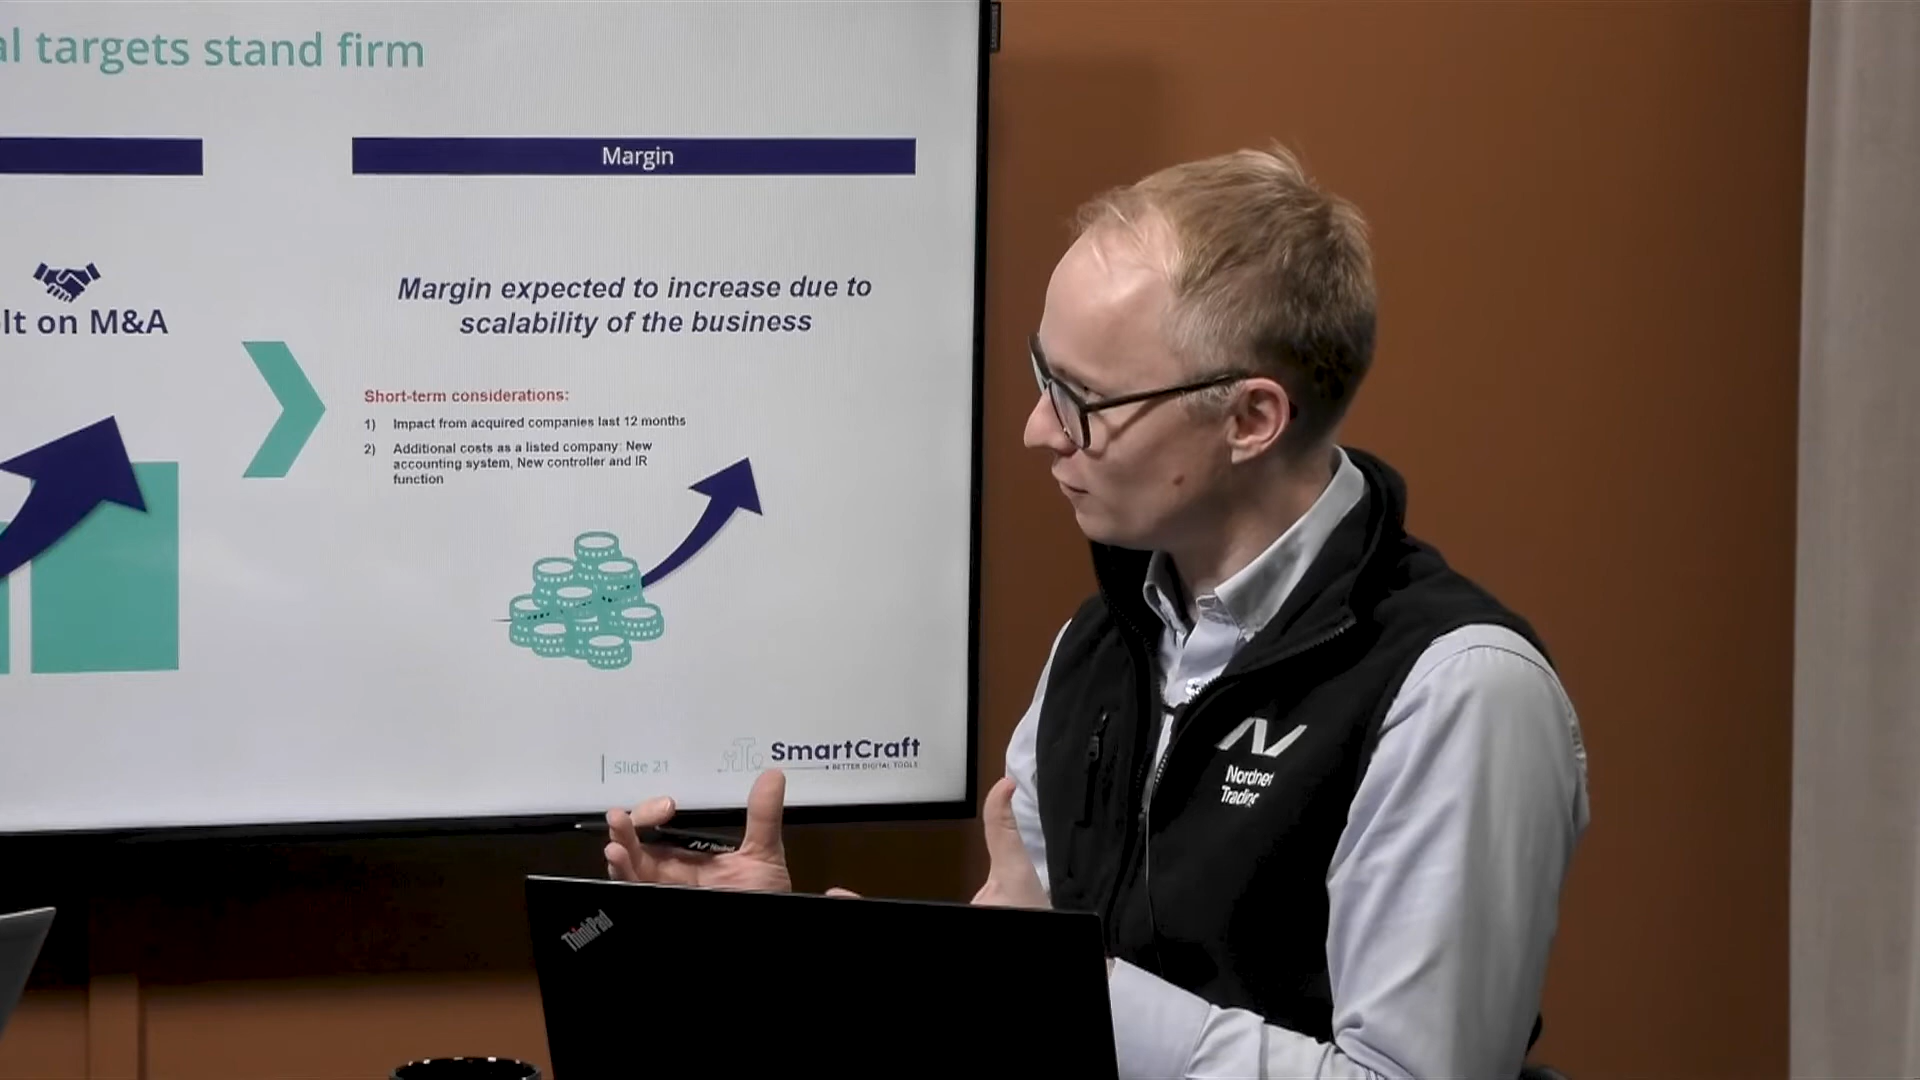 al targets stand firm
Margin
lt on M&A
Margin expected to increase due to
scalability of the business
Short-term considerations:
1) Impact from acquired companies last 12 months
2) Additional costs as a listed company: New
accounting system, New controller and IR
function
Slide 21
SmartCraft
BETTER DIGITAL TOOLS
Nordnet
Trading
Nordnet
ThinkPad